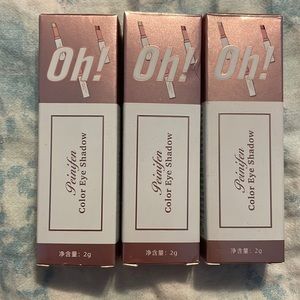 Oh!
Peinifen
Color Eye Shadow
净含量：2g
Oh!
Peinifen
Color Eye Shadow
净含量：2g
Oh!
Peinifen
Color Eye Shadow
净含量：2g